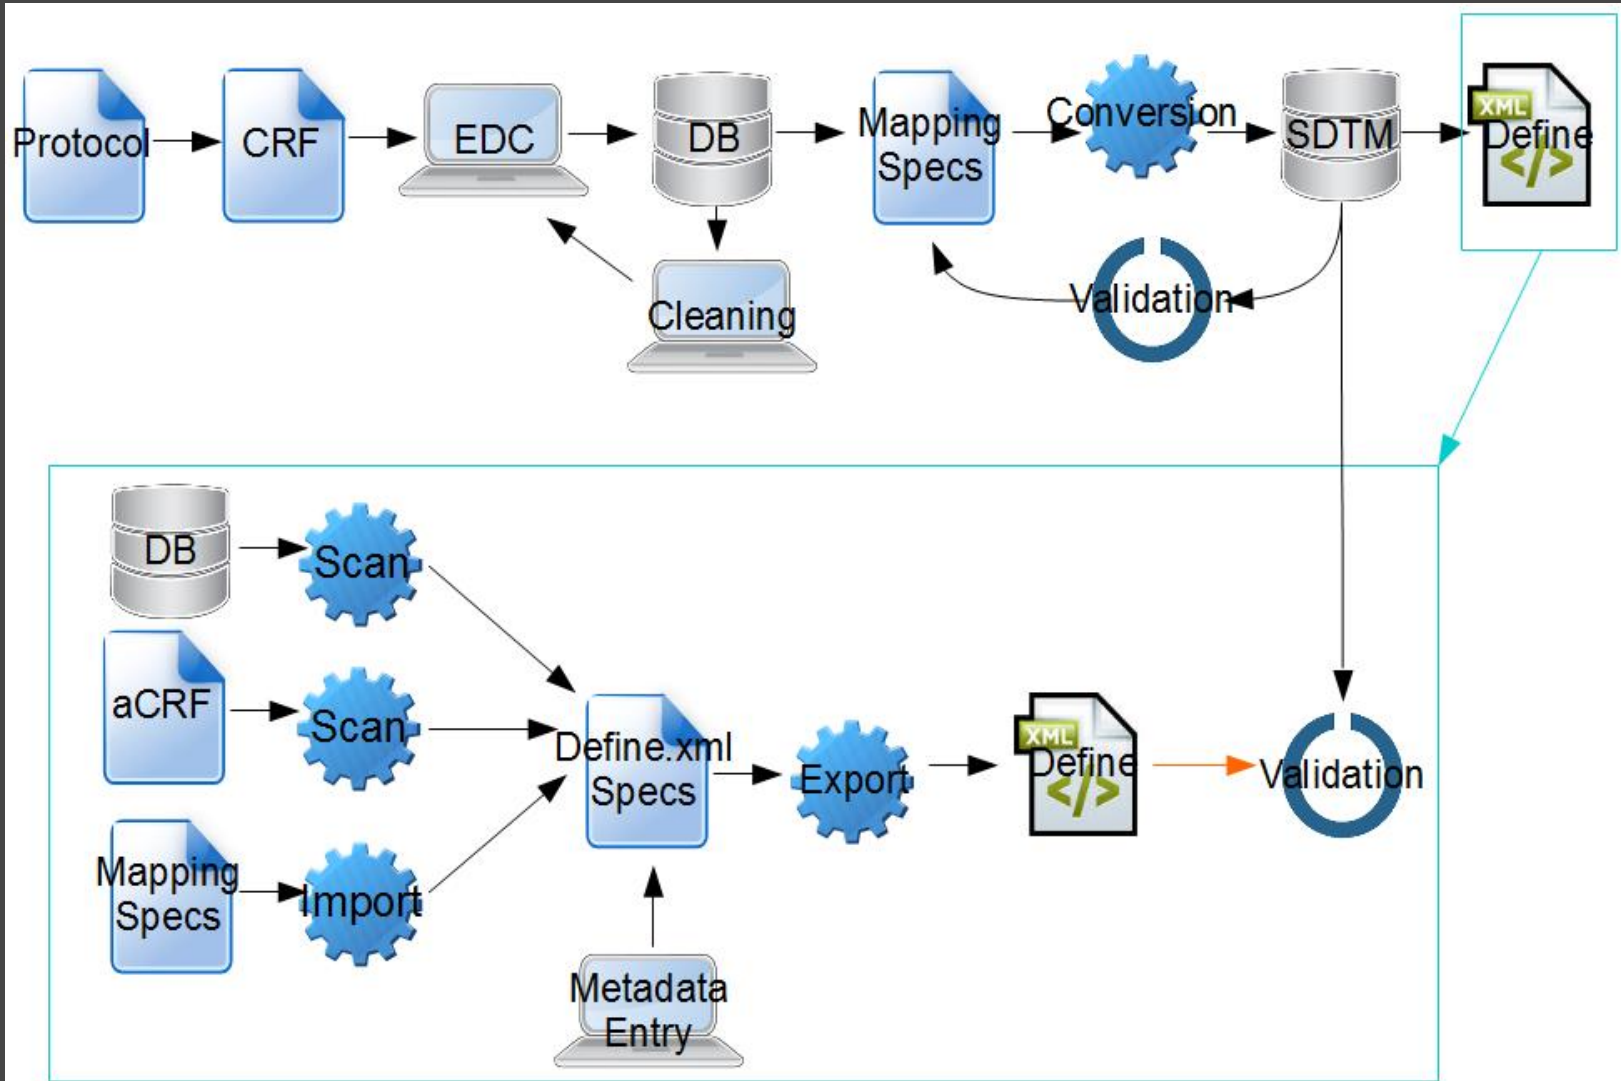 Protocol
CRF
EDC
DB
Mapping
Specs
Conversion
SDTM
XML
Define
</>
Cleaning
Validation
DB
Scan
aCRF
Scan
Mapping
Specs
Import
Define.xml
Specs
Metadata
Entry
Export
XML
Define
</>
Validation